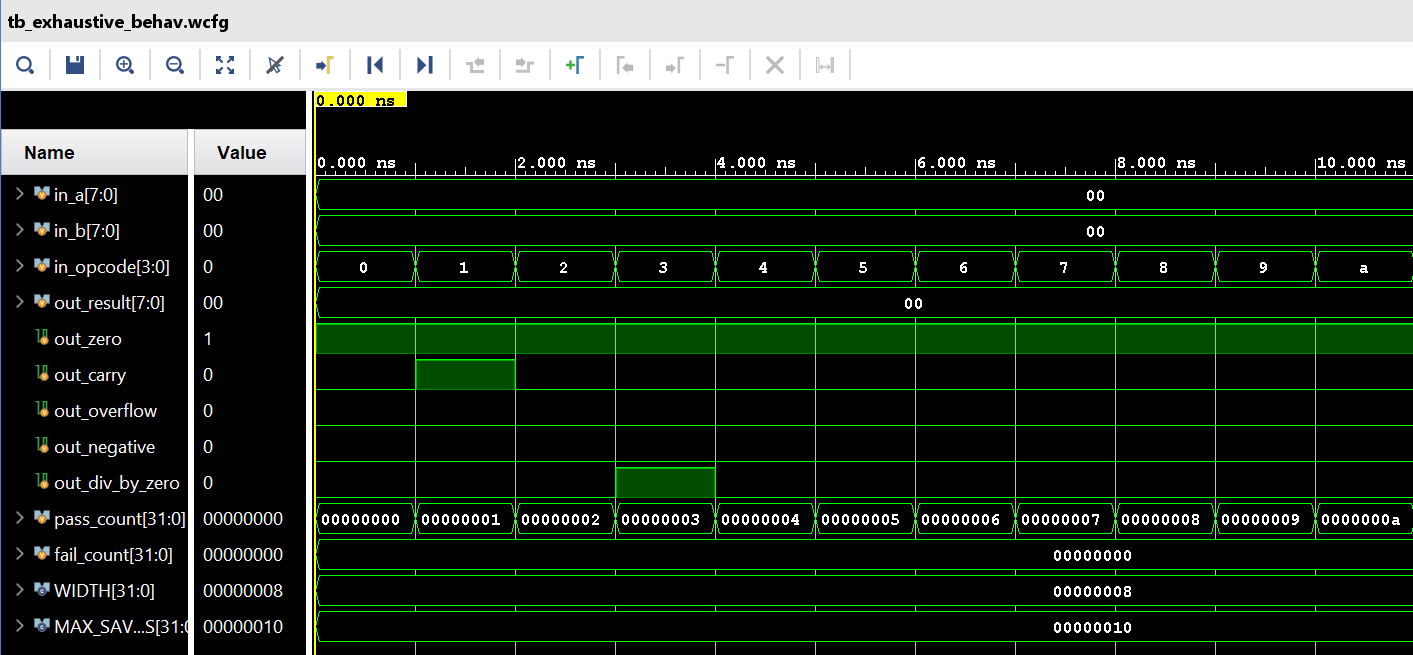 tb_exhaustive_behav.wcfg
0.000 ns
Name Value 0.000 ns 2.000 ns 4.000 ns 6.000 ns 8.000 ns 10.000 ns
in_a[7:0] 00 00
in_b[7:0] 00 00
in_opcode[3:0] 0 0 1 2 3 4 5 6 7 8 9 a
out_result[7:0] 00 00
out_zero 1
out_carry 0
out_overflow 0
out_negative 0
out_div_by_zero 0
pass_count[31:0] 00000000 00000000 00000001 00000002 00000003 00000004 00000005 00000006 00000007 00000008 00000009 0000000a
fail_count[31:0] 00000000 00000000
WIDTH[31:0] 00000008 00000008
MAX_SAV...S[31:0 00000010 00000010